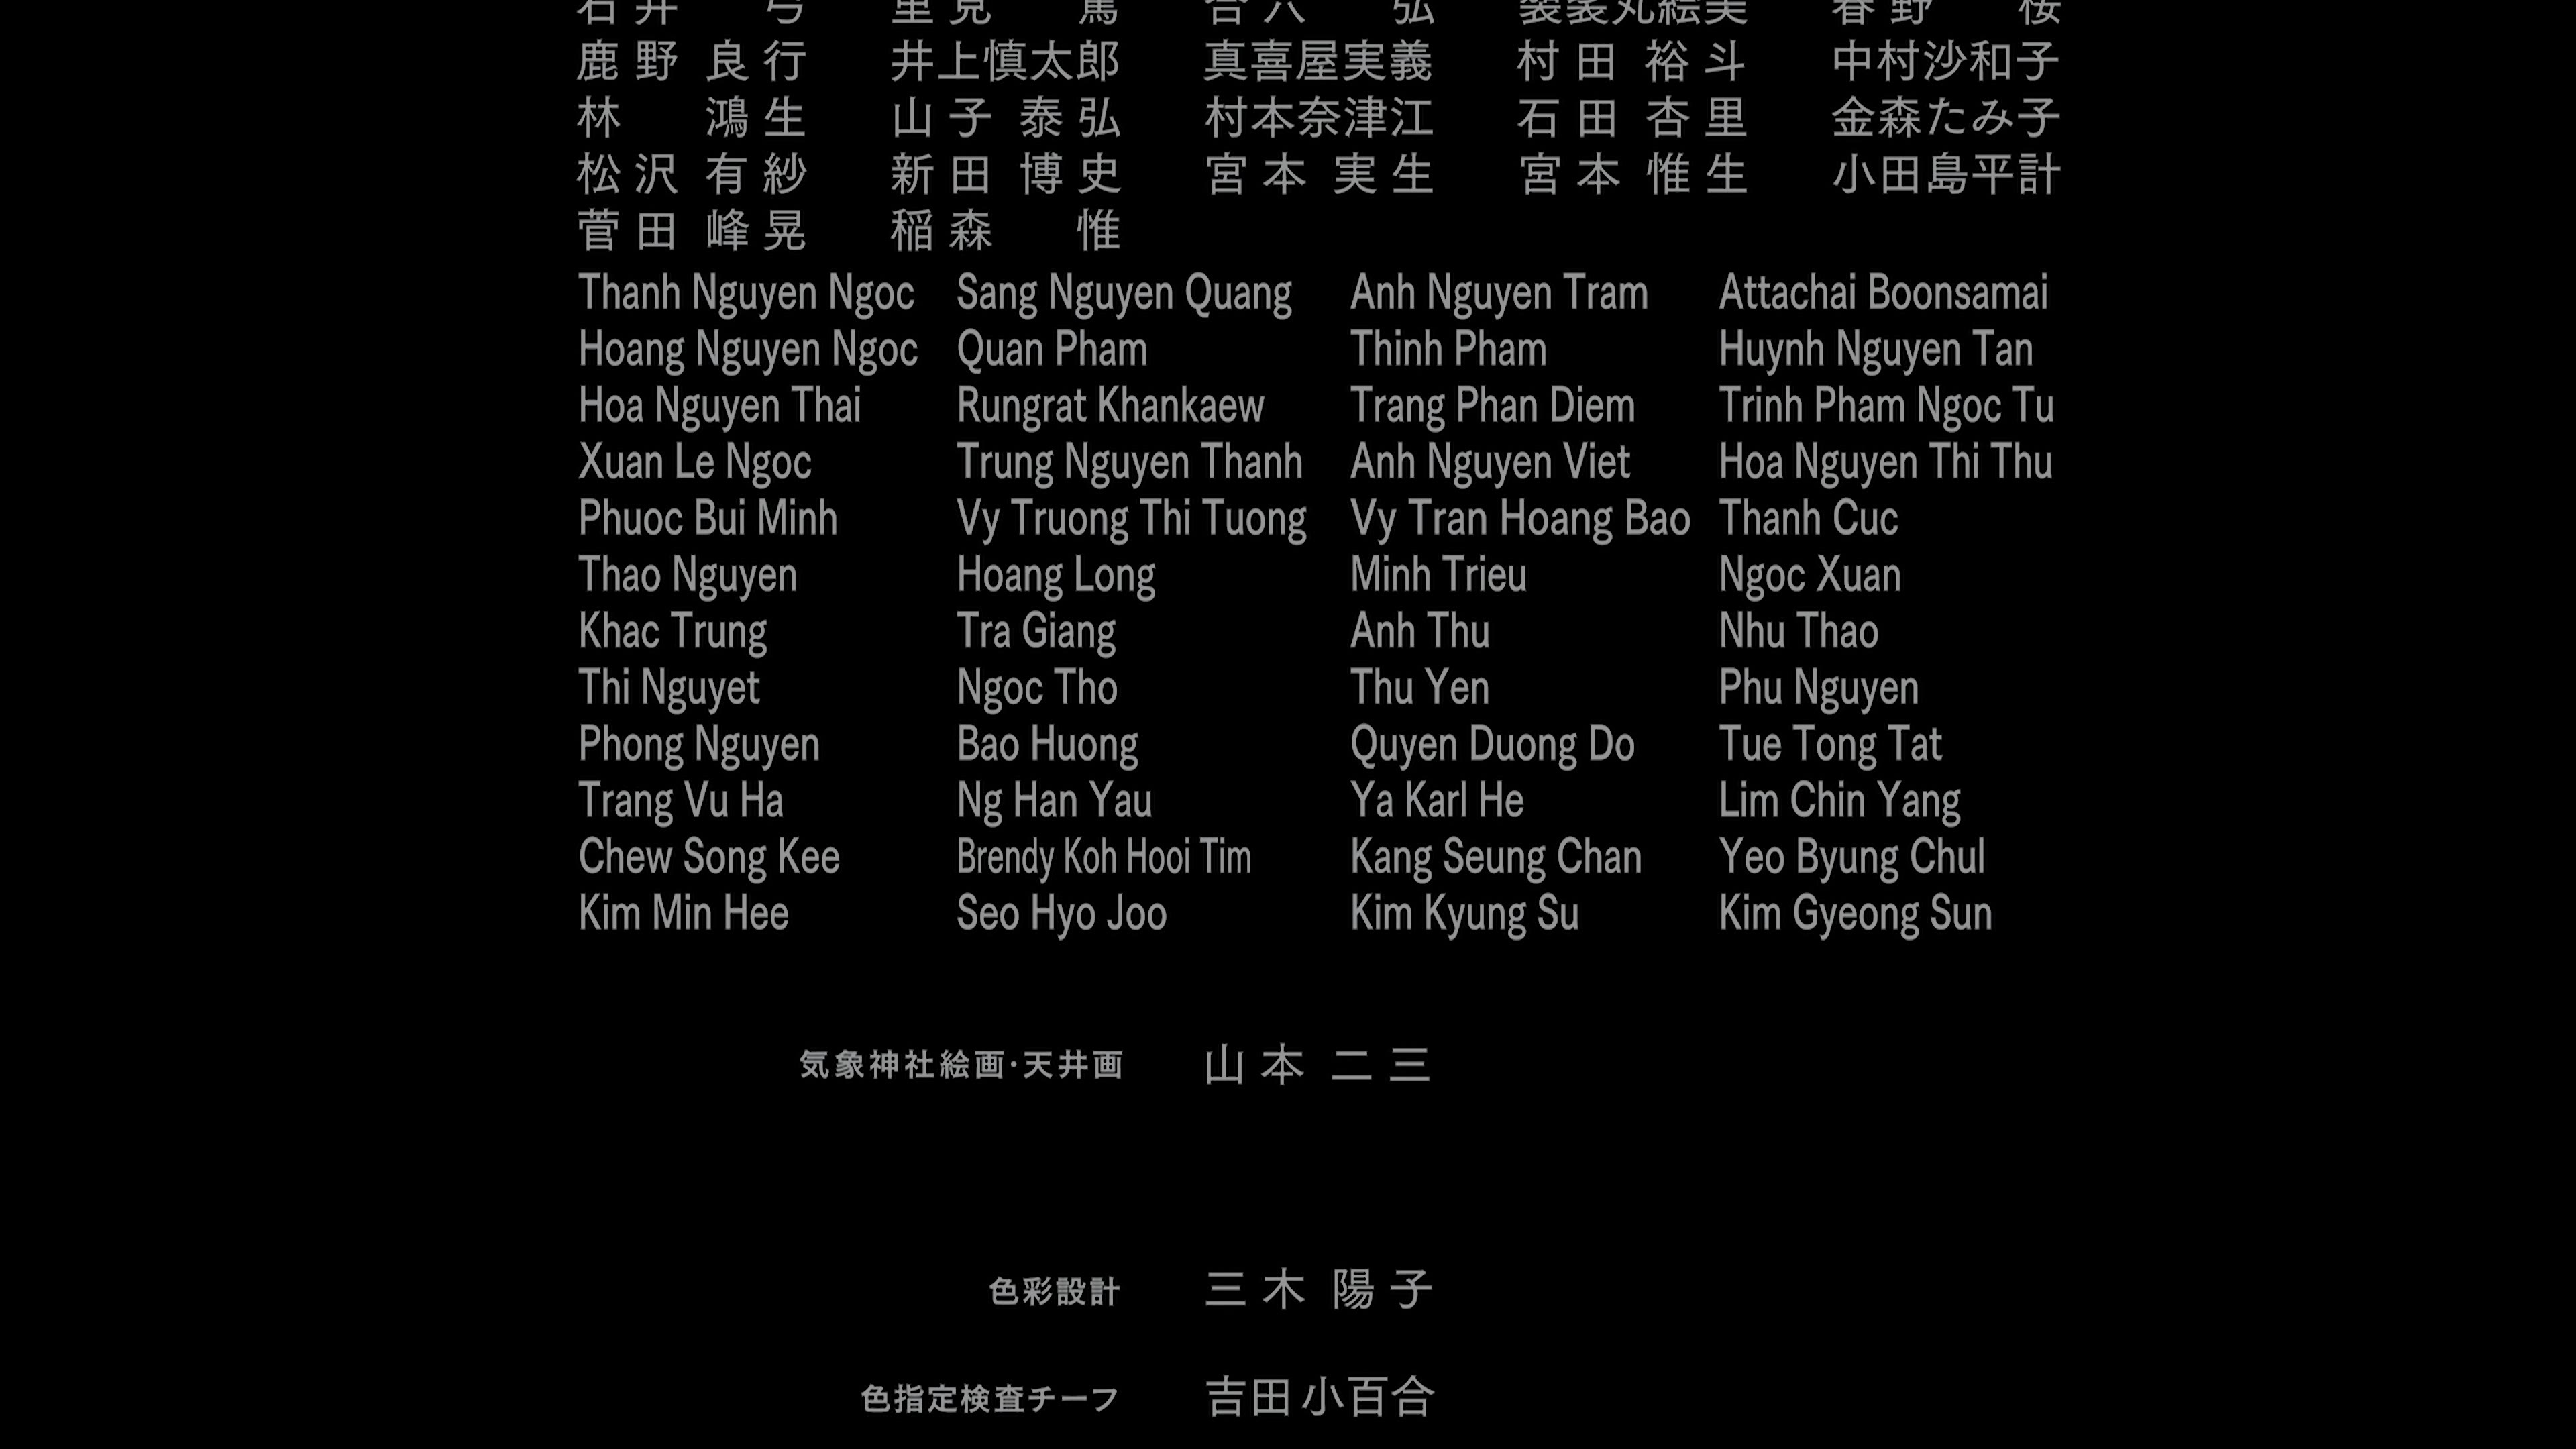 鹿野良行 井上慎太郎 真喜屋実義 村田裕斗 中村沙和子
林 鴻生 山子泰弘 村本奈津江 石田杏里 金森たみ子
松沢有紗 新田博史 宮本実生 宮本惟生 小田島平計
菅田峰晃 稲森 惟
Thanh Nguyen Ngoc Sang Nguyen Quang Anh Nguyen Tram Attachai Boonsamai
Hoang Nguyen Ngoc Quan Pham Thinh Pham Huynh Nguyen Tan
Hoa Nguyen Thai Rungrat Khankaew Trang Phan Diem Trinh Pham Ngoc Tu
Xuan Le Ngoc Trung Nguyen Thanh Anh Nguyen Viet Hoa Nguyen Thi Thu
Phuoc Bui Minh Vy Truong Thi Tuong Vy Tran Hoang Bao Thanh Cuc
Thao Nguyen Hoang Long Minh Trieu Ngoc Xuan
Khac Trung Tra Giang Anh Thu Nhu Thao
Thi Nguyet Ngoc Tho Thu Yen Phu Nguyen
Phong Nguyen Bao Huong Quyen Duong Do Tue Tong Tat
Trang Vu Ha Ng Han Yau Ya Karl He Lim Chin Yang
Chew Song Kee Brendy Koh Hooi Tim Kang Seung Chan Yeo Byung Chul
Kim Min Hee Seo Hyo Joo Kim Kyung Su Kim Gyeong Sun
気象神社絵画・天井画 山本二三
色彩設計 三木陽子
色指定検査チーフ 吉田小百合